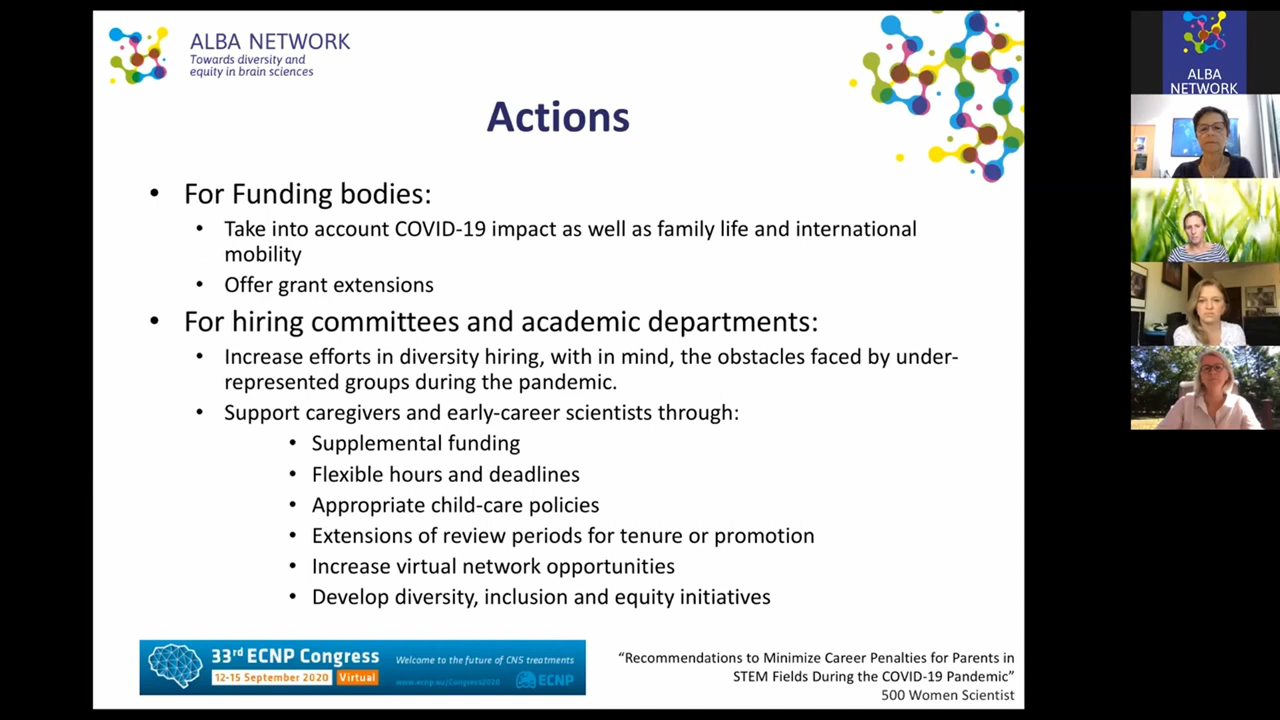 ALBA NETWORK
Towards diversity and
equity in brain sciences
Actions
• For Funding bodies:
• Take into account COVID-19 impact as well as family life and international
mobility
• Offer grant extensions
• For hiring committees and academic departments:
• Increase efforts in diversity hiring, with in mind, the obstacles faced by under-
represented groups during the pandemic.
• Support caregivers and early-career scientists through:
• Supplemental funding
• Flexible hours and deadlines
• Appropriate child-care policies
• Extensions of review periods for tenure or promotion
• Increase virtual network opportunities
• Develop diversity, inclusion and equity initiatives
33rd ECNP Congress
12-15 September 2020 Virtual
Welcome to the future of CNS treatments
www.ecnp.eu/Congress2020
ECNP
“Recommendations to Minimize Career Penalties for Parents in
STEM Fields During the COVID-19 Pandemic”
500 Women Scientist
ALBA
NETWORK